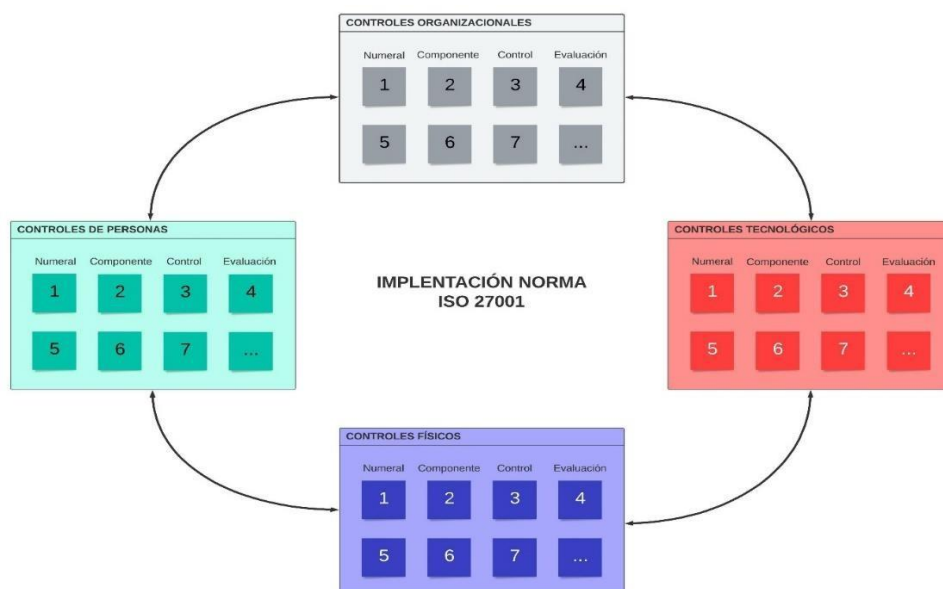 CONTROLES ORGANIZACIONALES
Numeral Componente Control Evaluación
1 2 3 4
5 6 7 ...
CONTROLES DE PERSONAS
Numeral Componente Control Evaluación
1 2 3 4
5 6 7 ...
IMPLENTACIÓN NORMA
ISO 27001
CONTROLES TECNOLÓGICOS
Numeral Componente Control Evaluación
1 2 3 4
5 6 7 ...
CONTROLES FÍSICOS
Numeral Componente Control Evaluación
1 2 3 4
5 6 7 ...